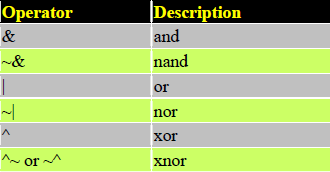 Operator Description
& and
~& nand
| or
~| nor
^ xor
^~ or ~^ xnor